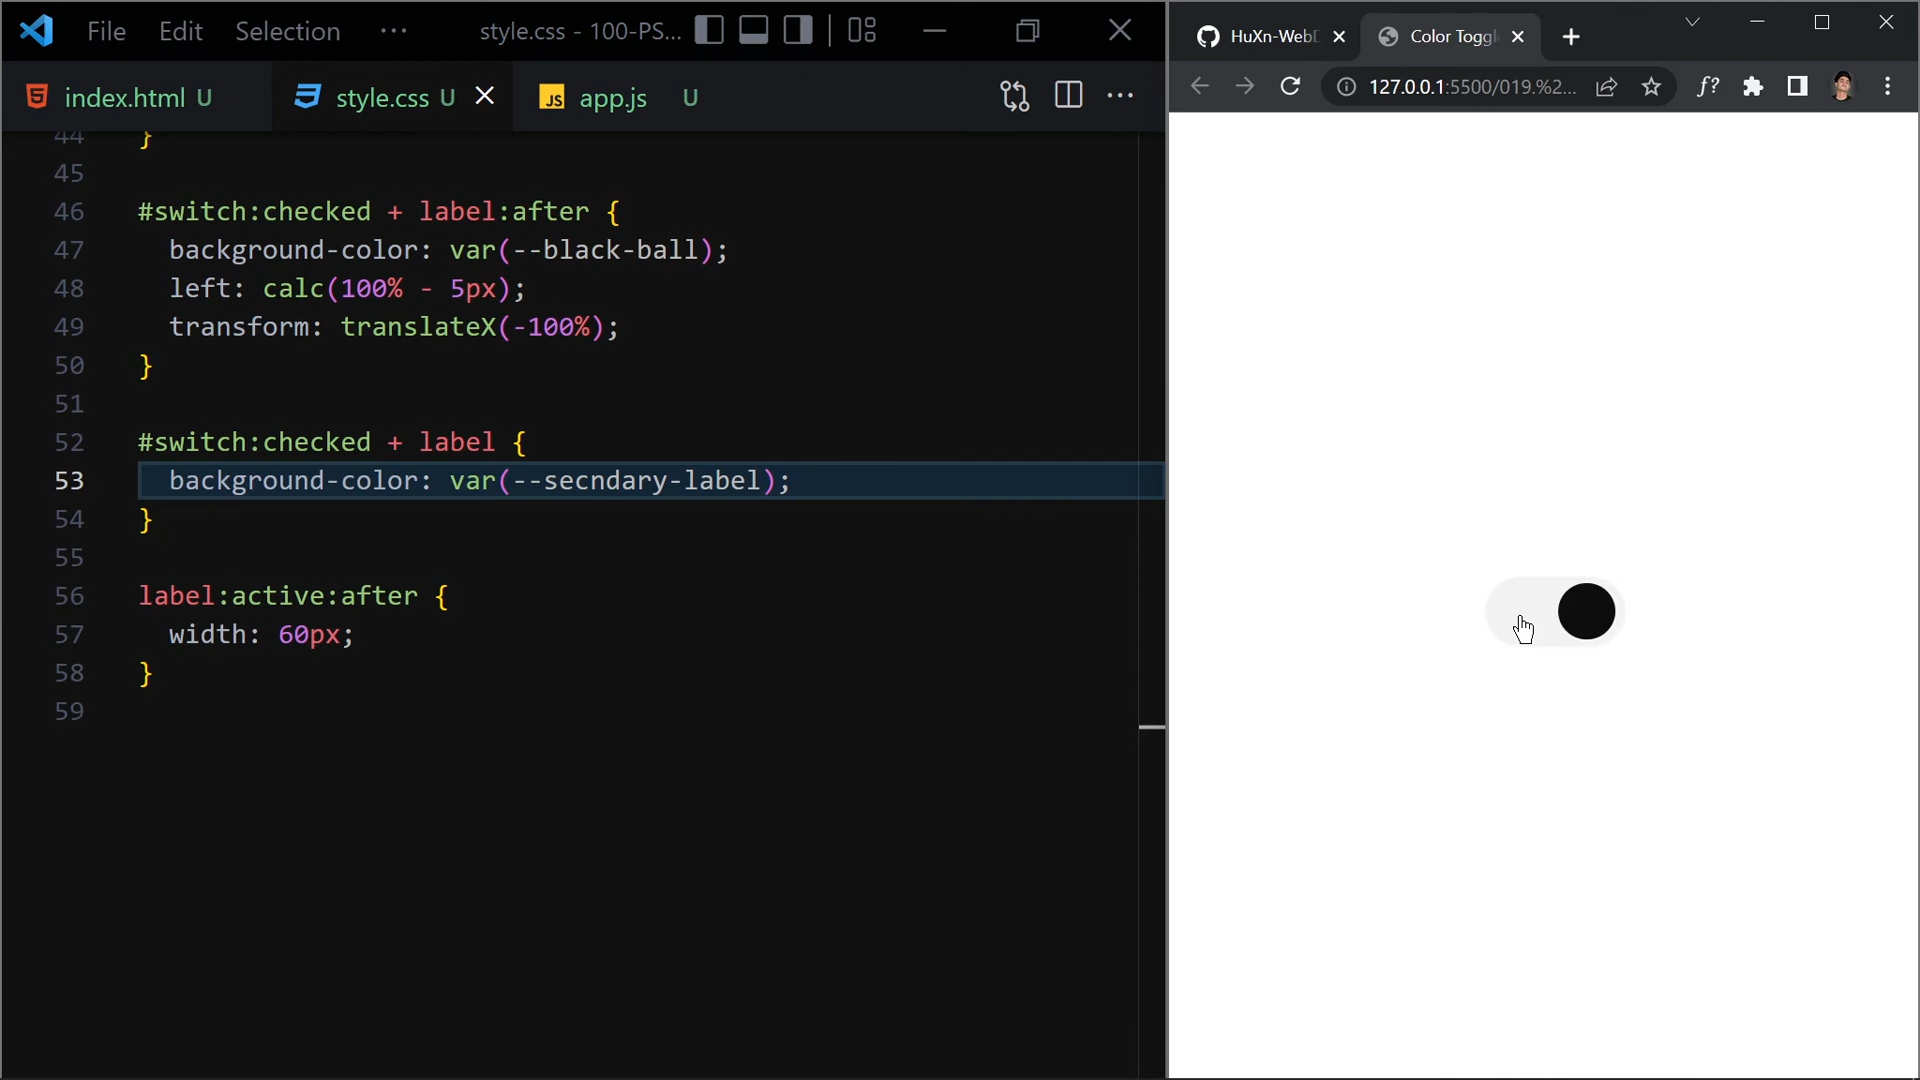 File Edit Selection ··· style.css - 100-PS...
index.html U style.css U JS app.js U
44 }
45
46 #switch:checked + label:after {
47 background-color: var(--black-ball);
48 left: calc(100% - 5px);
49 transform: translateX(-100%);
50 }
51
52 #switch:checked + label {
53 background-color: var(--secndary-label);
54 }
55
56 label:active:after {
57 width: 60px;
58 }
59
HuXn-WebD Color Toggl
127.0.0.1:5500/019.%2... f?